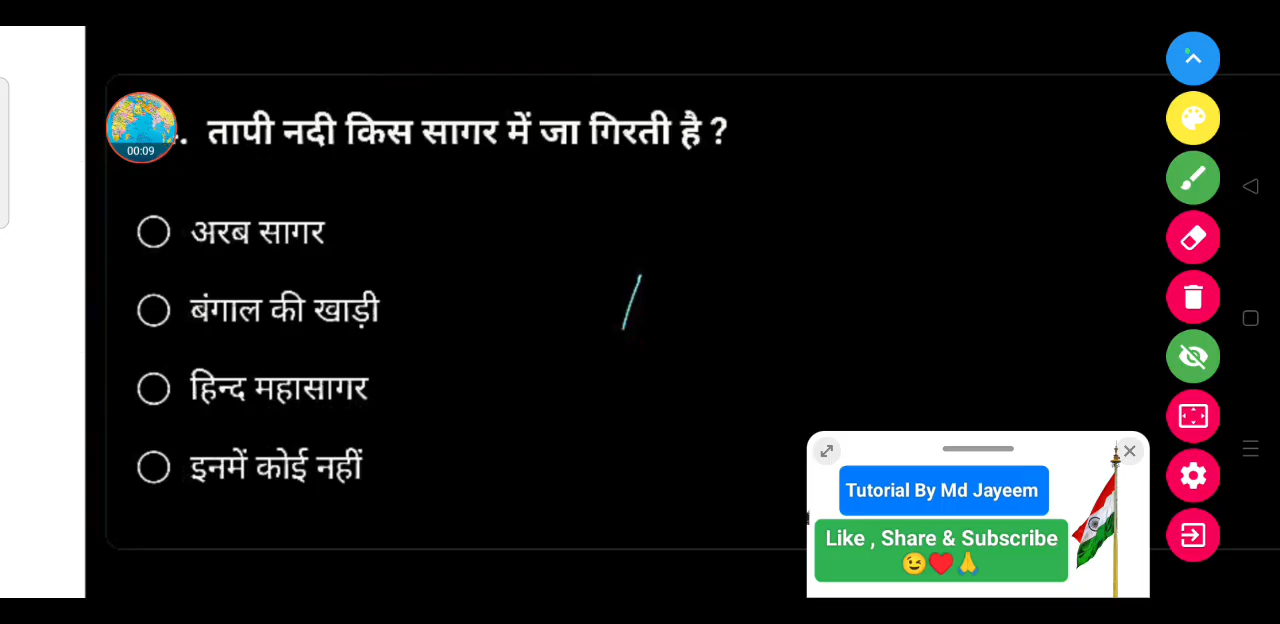 . तापी नदी किस सागर में जा गिरती है ?
00:09
अरब सागर
बंगाल की खाड़ी
हिन्द महासागर
इनमें कोई नहीं
Tutorial By Md Jayeem
Like , Share & Subscribe
😉❤️🙏